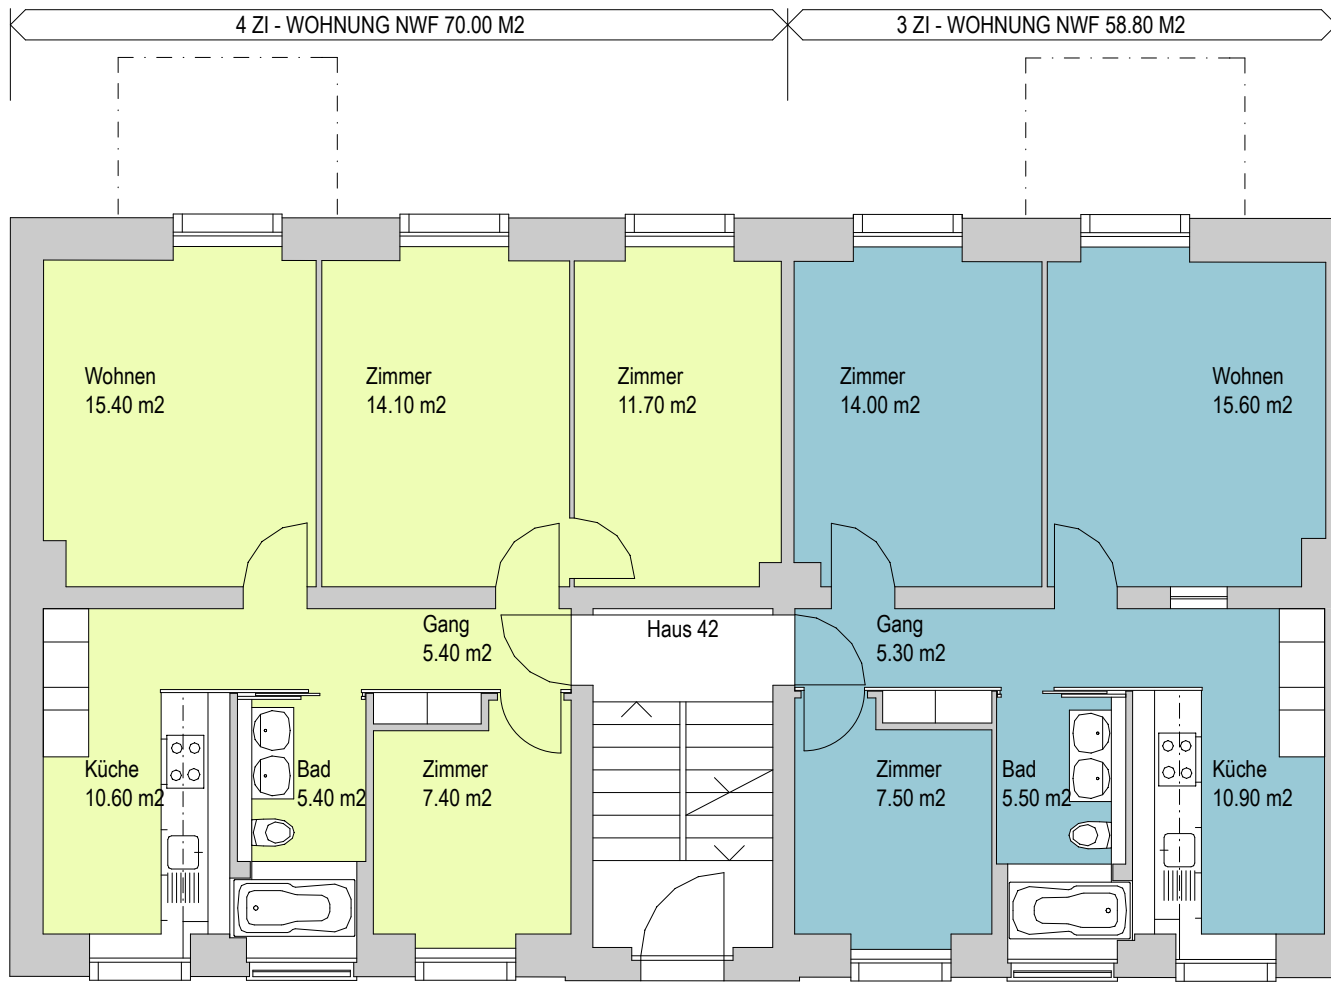 4 ZI - WOHNUNG NWF 70.00 M2
3 ZI - WOHNUNG NWF 58.80 M2
Wohnen
15.40 m2
Zimmer
14.10 m2
Zimmer
11.70 m2
Zimmer
14.00 m2
Wohnen
15.60 m2
Gang
5.40 m2
Haus 42
Gang
5.30 m2
Küche
10.60 m2
Bad
5.40 m2
Zimmer
7.40 m2
Zimmer
7.50 m2
Bad
5.50 m2
Küche
10.90 m2